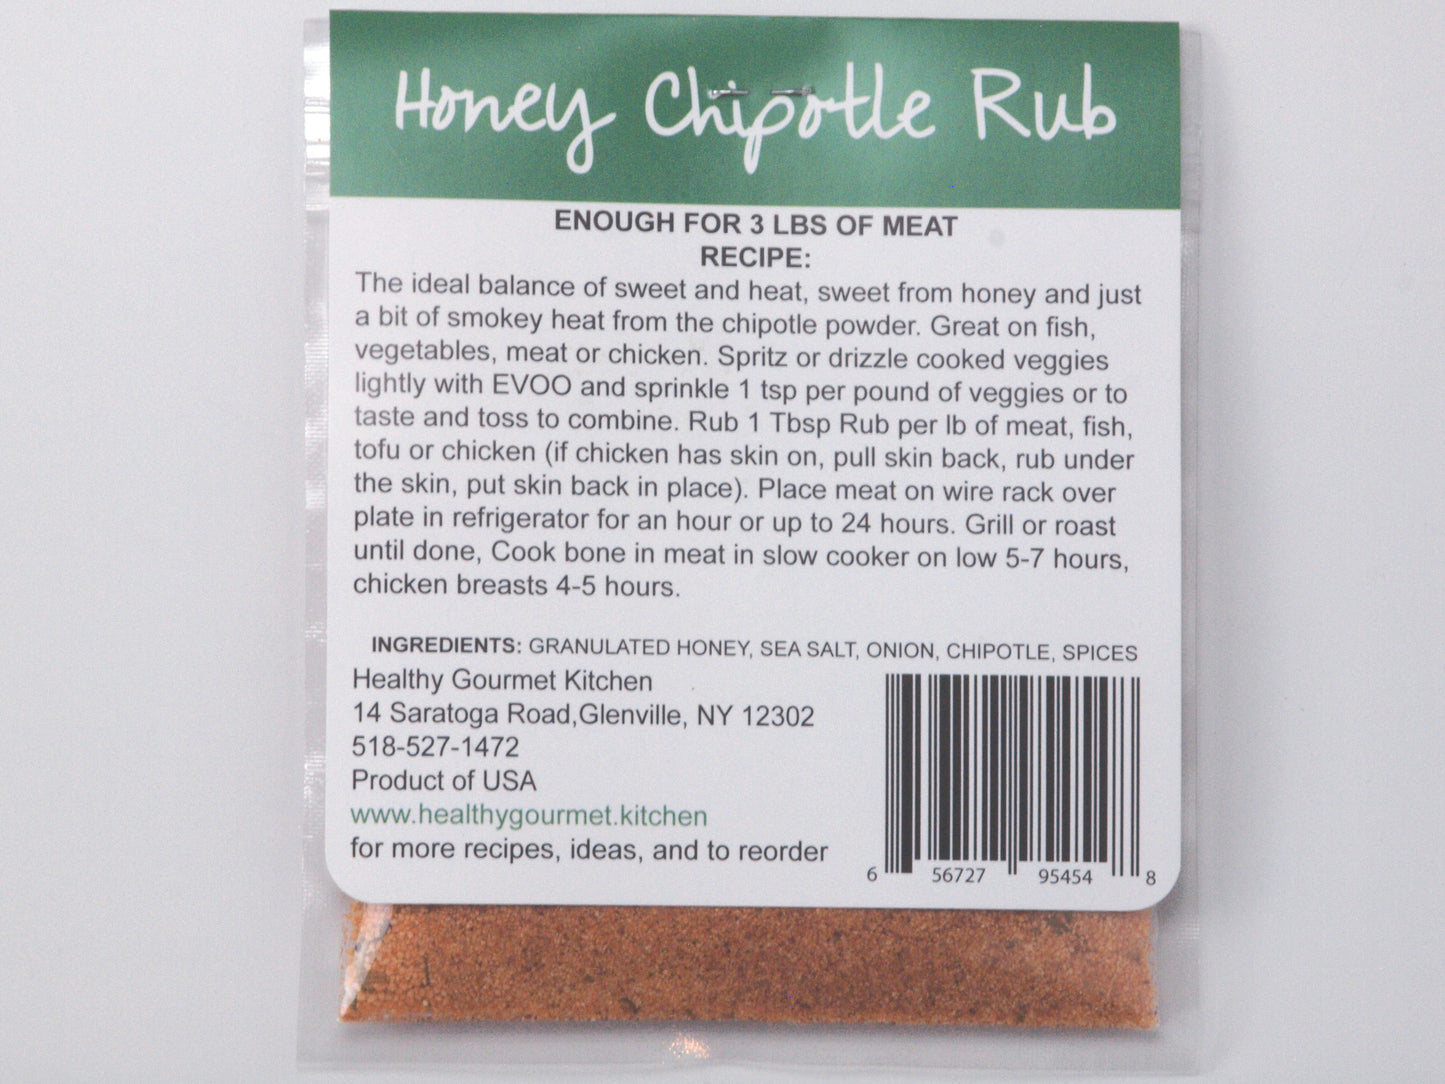 Honey Chipotle Rub
ENOUGH FOR 3 LBS OF MEAT
RECIPE:
The ideal balance of sweet and heat, sweet from honey and just
a bit of smokey heat from the chipotle powder. Great on fish,
vegetables, meat or chicken. Spritz or drizzle cooked veggies
lightly with EVOO and sprinkle 1 tsp per pound of veggies or to
taste and toss to combine. Rub 1 Tbsp Rub per lb of meat, fish,
tofu or chicken (if chicken has skin on, pull skin back, rub under
the skin, put skin back in place). Place meat on wire rack over
plate in refrigerator for an hour or up to 24 hours. Grill or roast
until done, Cook bone in meat in slow cooker on low 5-7 hours,
chicken breasts 4-5 hours.
INGREDIENTS: GRANULATED HONEY, SEA SALT, ONION, CHIPOTLE, SPICES
Healthy Gourmet Kitchen
14 Saratoga Road,Glenville, NY 12302
518-527-1472
Product of USA
www.healthygourmet.kitchen
for more recipes, ideas, and to reorder
6 56727 95454 8